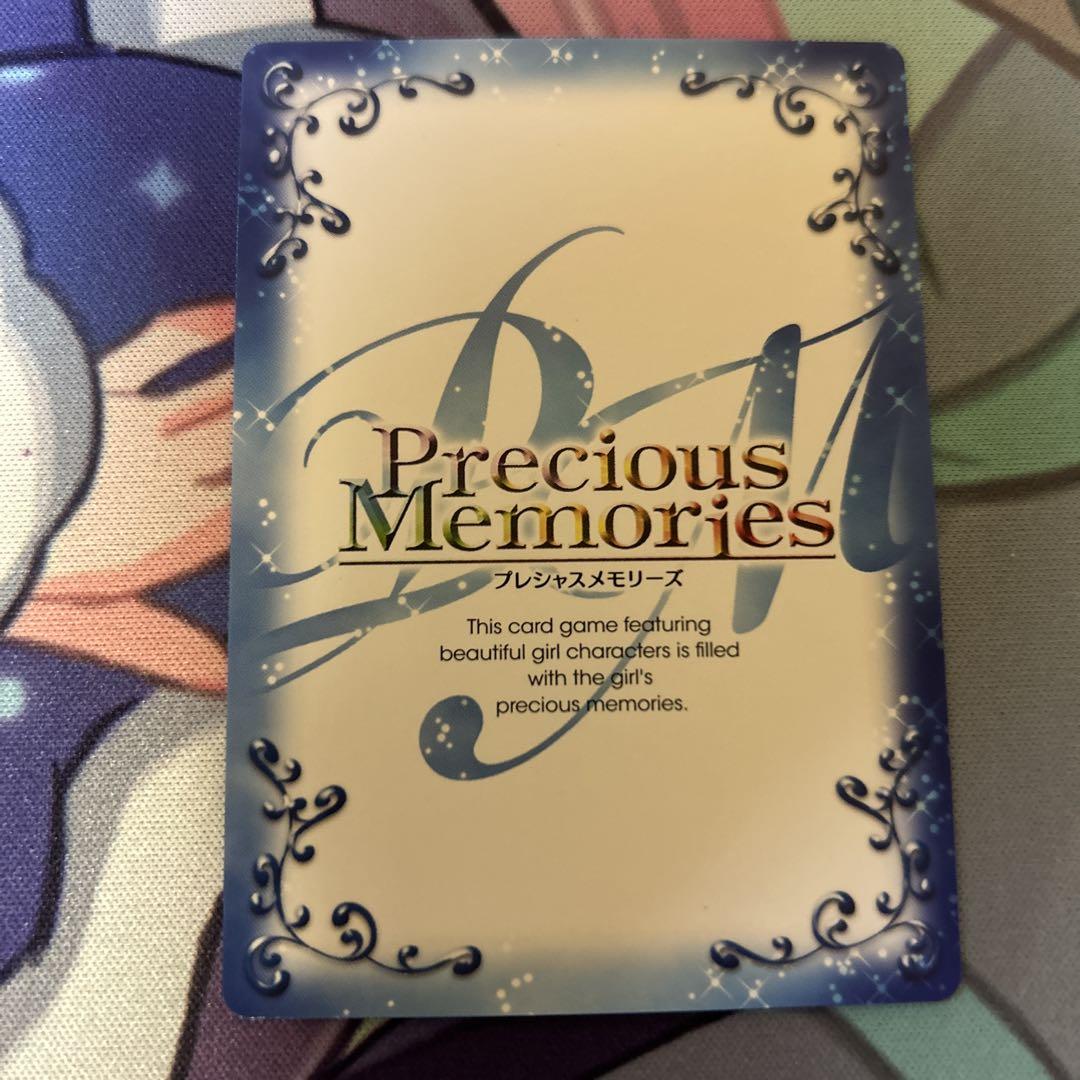 PM
Precious
Memories
プレシャスメモリーズ
This card game featuring
beautiful girl characters is filled
with the girl's
precious memories.